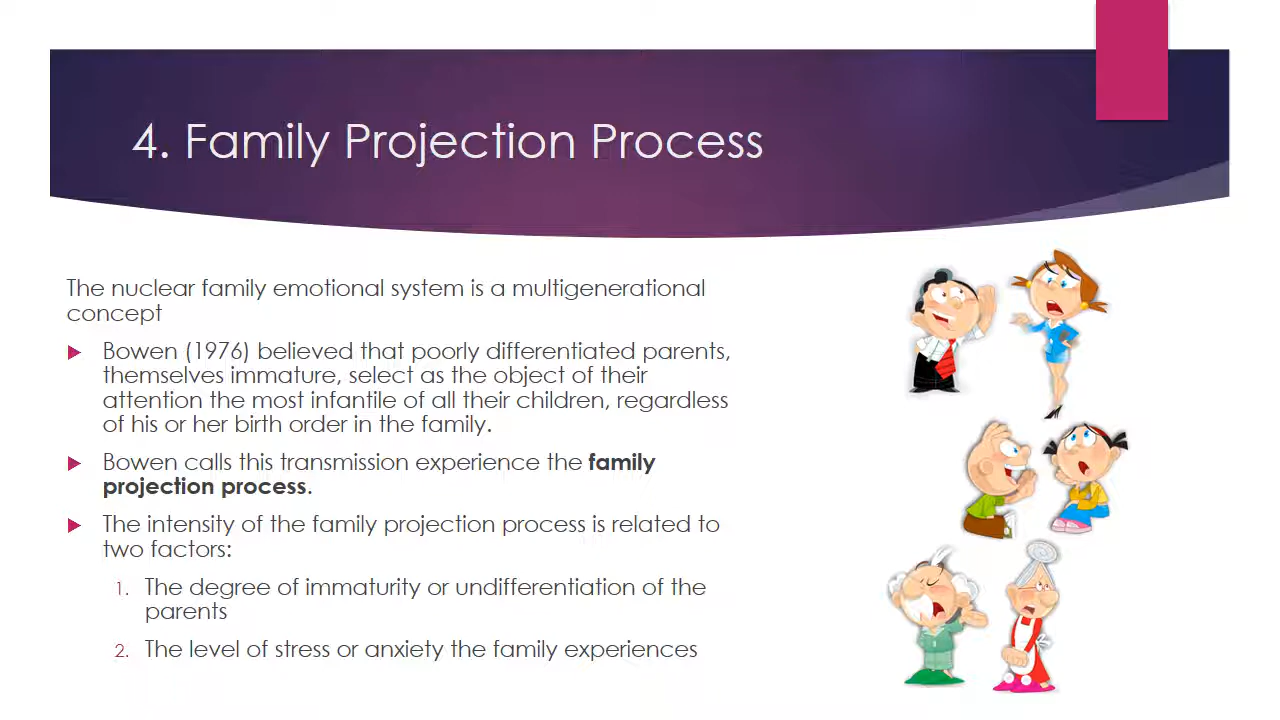 4. Family Projection Process
The nuclear family emotional system is a multigenerational
concept
Bowen (1976) believed that poorly differentiated parents,
themselves immature, select as the object of their
attention the most infantile of all their children, regardless
of his or her birth order in the family.
Bowen calls this transmission experience the family
projection process.
The intensity of the family projection process is related to
two factors:
1. The degree of immaturity or undifferentiation of the
parents
2. The level of stress or anxiety the family experiences